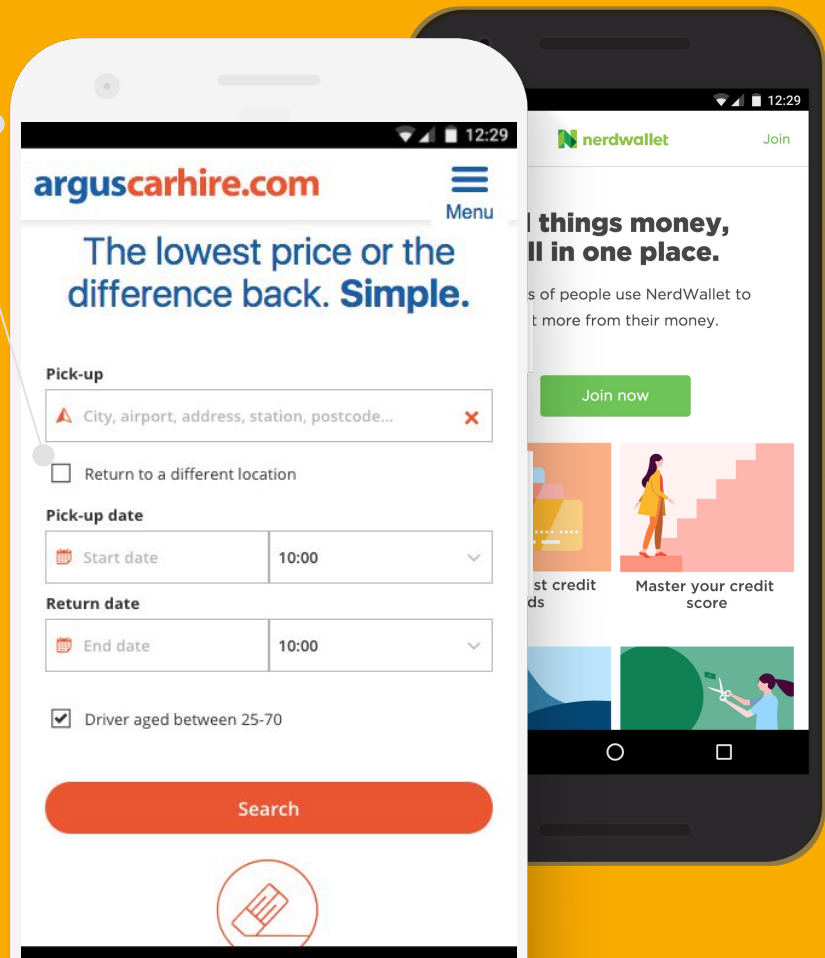 12:29
arguscarhire.com
Menu
The lowest price or the
difference back. Simple.
Pick-up
City, airport, address, station, postcode...
Return to a different location
Pick-up date
Start date
10:00
Return date
End date
10:00
Driver aged between 25-70
Search
12:29
nerdwallet
Join
things money,
in one place.
of people use NerdWallet to
more from their money.
Join now
credit
Master your credit
score